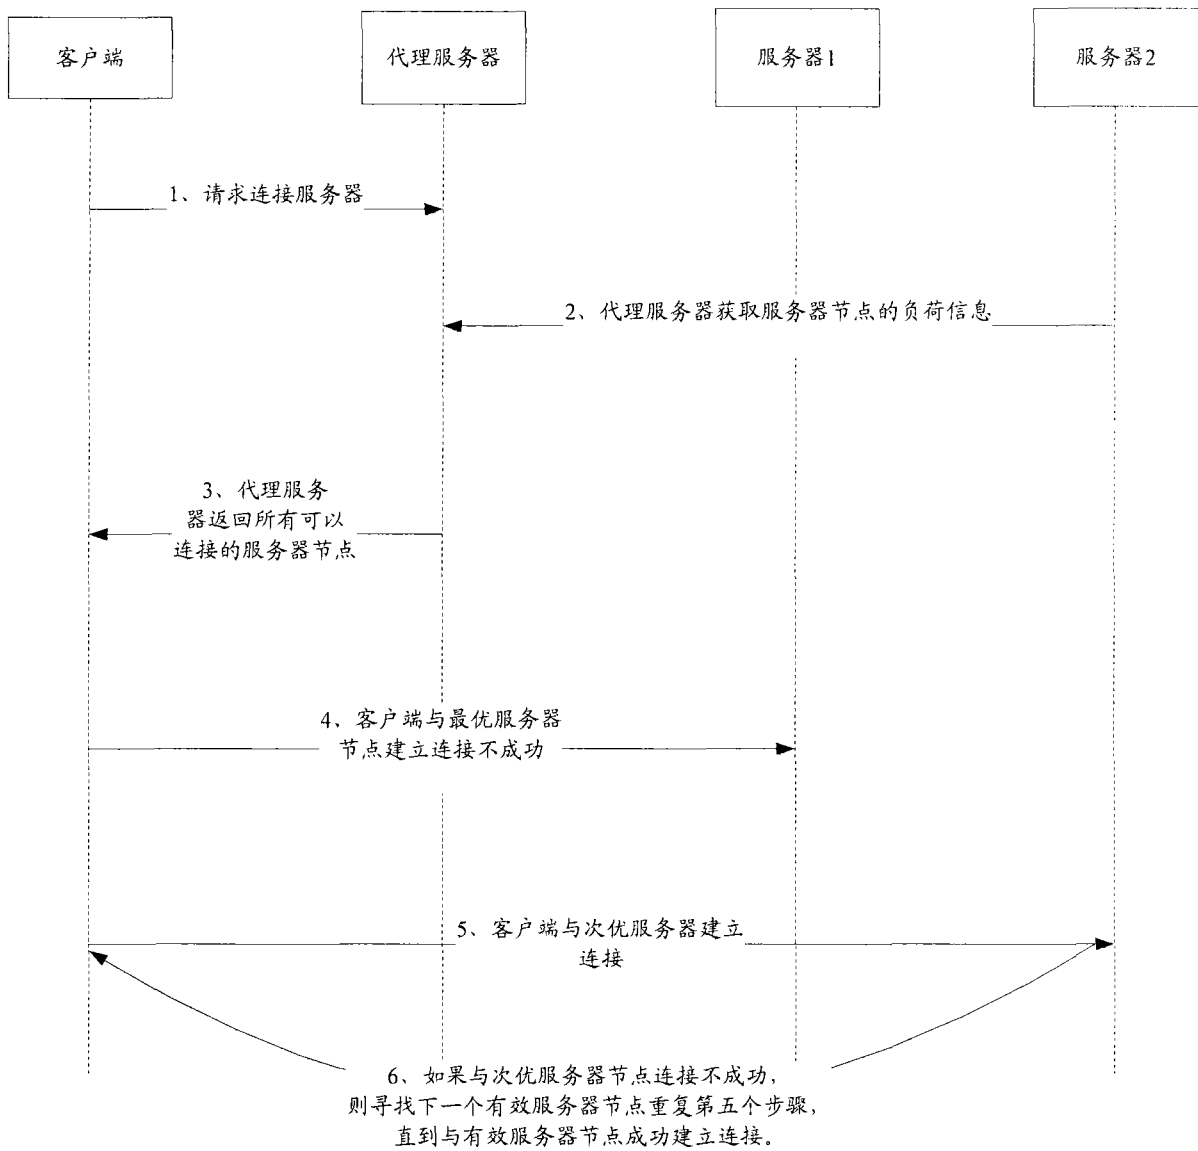 客户端
代理服务器
服务器1
服务器2
1、请求连接服务器
2、代理服务器获取服务器节点的负荷信息
3、代理服务
器返回所有可以
连接的服务器节点
4、客户端与最优服务器
节点建立连接不成功
5、客户端与次优服务器建立
连接
6、如果与次优服务器节点连接不成功，
则寻找下一个有效服务器节点重复第五个步骤，
直到与有效服务器节点成功建立连接。